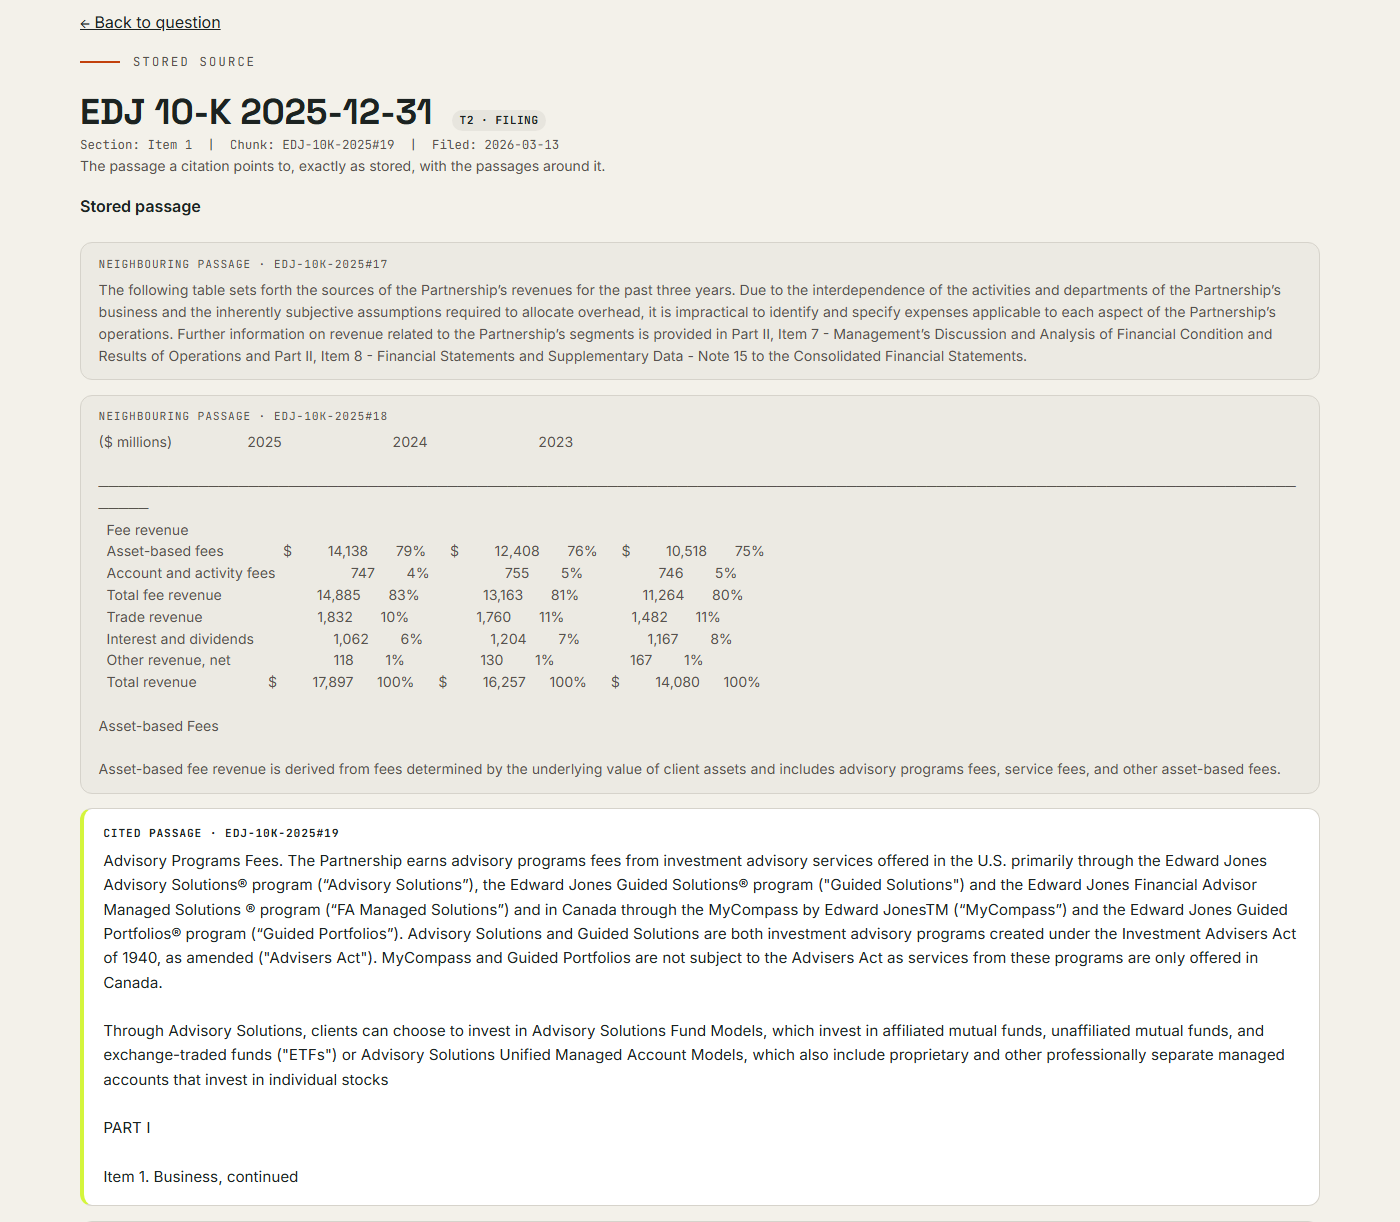 ← Back to question
STORED SOURCE
EDJ 10-K 2025-12-31 T2 · FILING
Section: Item 1 | Chunk: EDJ-10K-2025#19 | Filed: 2026-03-13
The passage a citation points to, exactly as stored, with the passages around it.
Stored passage
NEIGHBOURING PASSAGE · EDJ-10K-2025#17
The following table sets forth the sources of the Partnership’s revenues for the past three years. Due to the interdependence of the activities and departments of the Partnership’s
business and the inherently subjective assumptions required to allocate overhead, it is impractical to identify and specify expenses applicable to each aspect of the Partnership’s
operations. Further information on revenue related to the Partnership’s segments is provided in Part II, Item 7 - Management’s Discussion and Analysis of Financial Condition and
Results of Operations and Part II, Item 8 - Financial Statements and Supplementary Data - Note 15 to the Consolidated Financial Statements.
NEIGHBOURING PASSAGE · EDJ-10K-2025#18
($ millions) 2025 2024 2023
Fee revenue
Asset-based fees $ 14,138 79% $ 12,408 76% $ 10,518 75%
Account and activity fees 747 4% 755 5% 746 5%
Total fee revenue 14,885 83% 13,163 81% 11,264 80%
Trade revenue 1,832 10% 1,760 11% 1,482 11%
Interest and dividends 1,062 6% 1,204 7% 1,167 8%
Other revenue, net 118 1% 130 1% 167 1%
Total revenue $ 17,897 100% $ 16,257 100% $ 14,080 100%
Asset-based Fees
Asset-based fee revenue is derived from fees determined by the underlying value of client assets and includes advisory programs fees, service fees, and other asset-based fees.
CITED PASSAGE · EDJ-10K-2025#19
Advisory Programs Fees. The Partnership earns advisory programs fees from investment advisory services offered in the U.S. primarily through the Edward Jones
Advisory Solutions® program (“Advisory Solutions”), the Edward Jones Guided Solutions® program ("Guided Solutions") and the Edward Jones Financial Advisor
Managed Solutions ® program (“FA Managed Solutions”) and in Canada through the MyCompass by Edward JonesTM (“MyCompass”) and the Edward Jones Guided
Portfolios® program (“Guided Portfolios”). Advisory Solutions and Guided Solutions are both investment advisory programs created under the Investment Advisers Act
of 1940, as amended ("Advisers Act"). MyCompass and Guided Portfolios are not subject to the Advisers Act as services from these programs are only offered in
Canada.
Through Advisory Solutions, clients can choose to invest in Advisory Solutions Fund Models, which invest in affiliated mutual funds, unaffiliated mutual funds, and
exchange-traded funds ("ETFs") or Advisory Solutions Unified Managed Account Models, which also include proprietary and other professionally separate managed
accounts that invest in individual stocks
PART I
Item 1. Business, continued